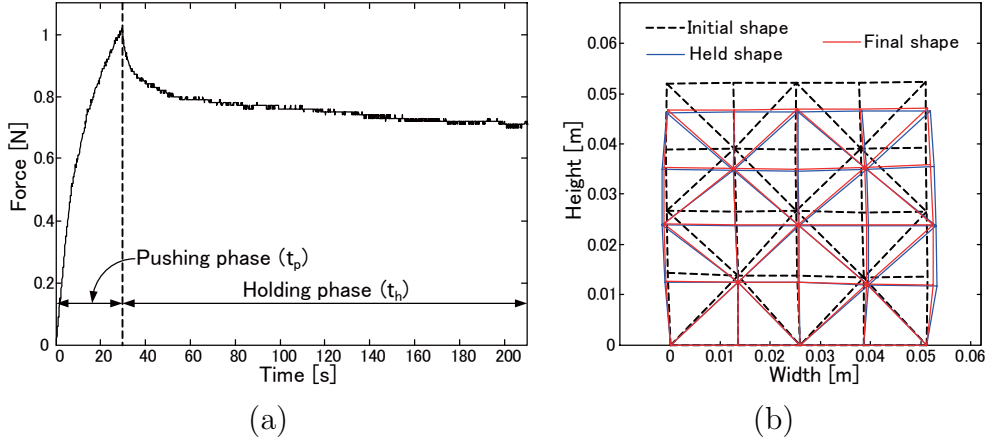 1
0.8
0.6
0.4
0.2
0
Force [N]
Pushing phase (t_p)
Holding phase (t_h)
0 20 40 60 80 100 120 140 160 180 200
Time [s]
(a)
Initial shape
Held shape
Final shape
0.06
0.05
0.04
0.03
0.02
0.01
0
Height [m]
0 0.01 0.02 0.03 0.04 0.05 0.06
Width [m]
(b)